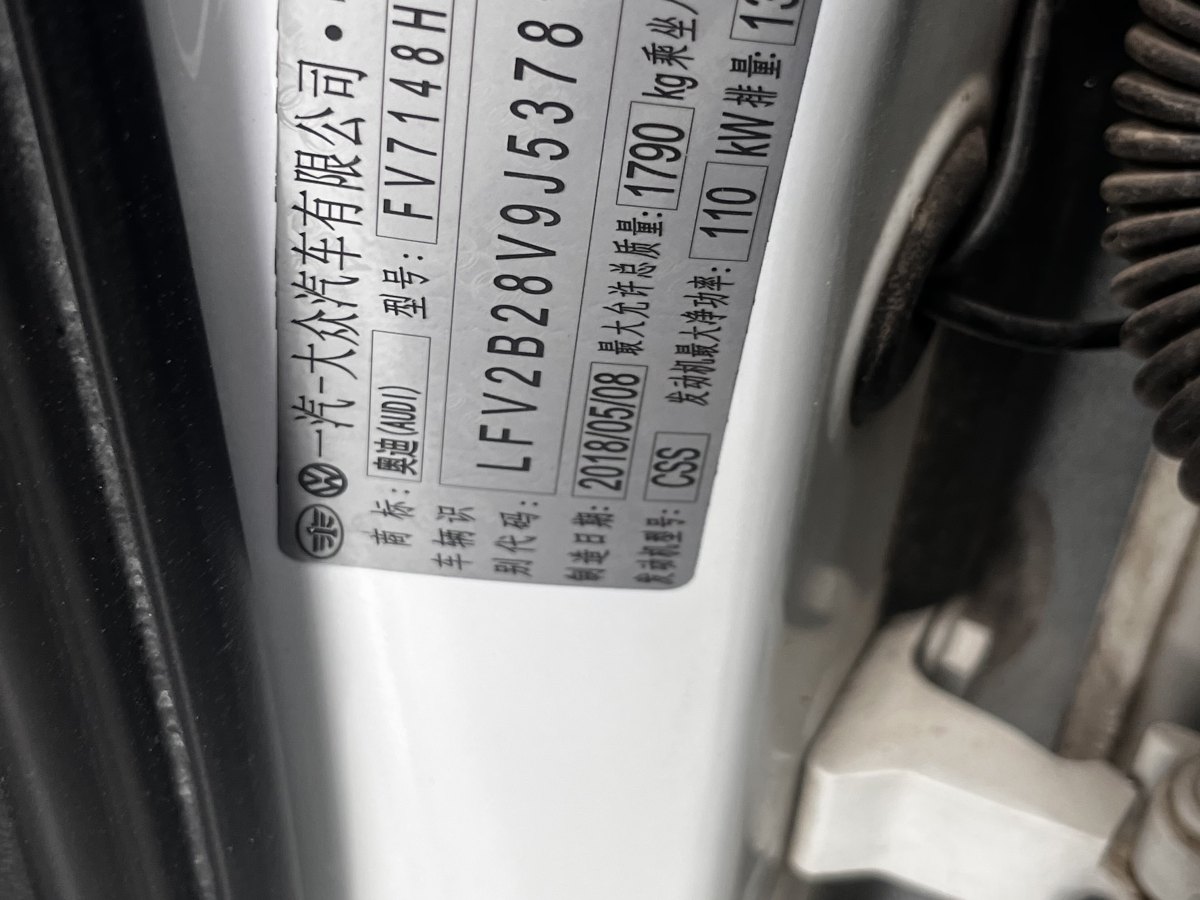 一汽-大众汽车有限公司·
商标: 奥迪(AUDI) 型号: FV7148H
车辆识别代码: LFV2B28V9J5378
制造日期: 2018/05/08 最大允许总质量: 1790 kg 乘坐人
发动机型号: CSS 发动机最大净功率: 110 kW 排量: 13